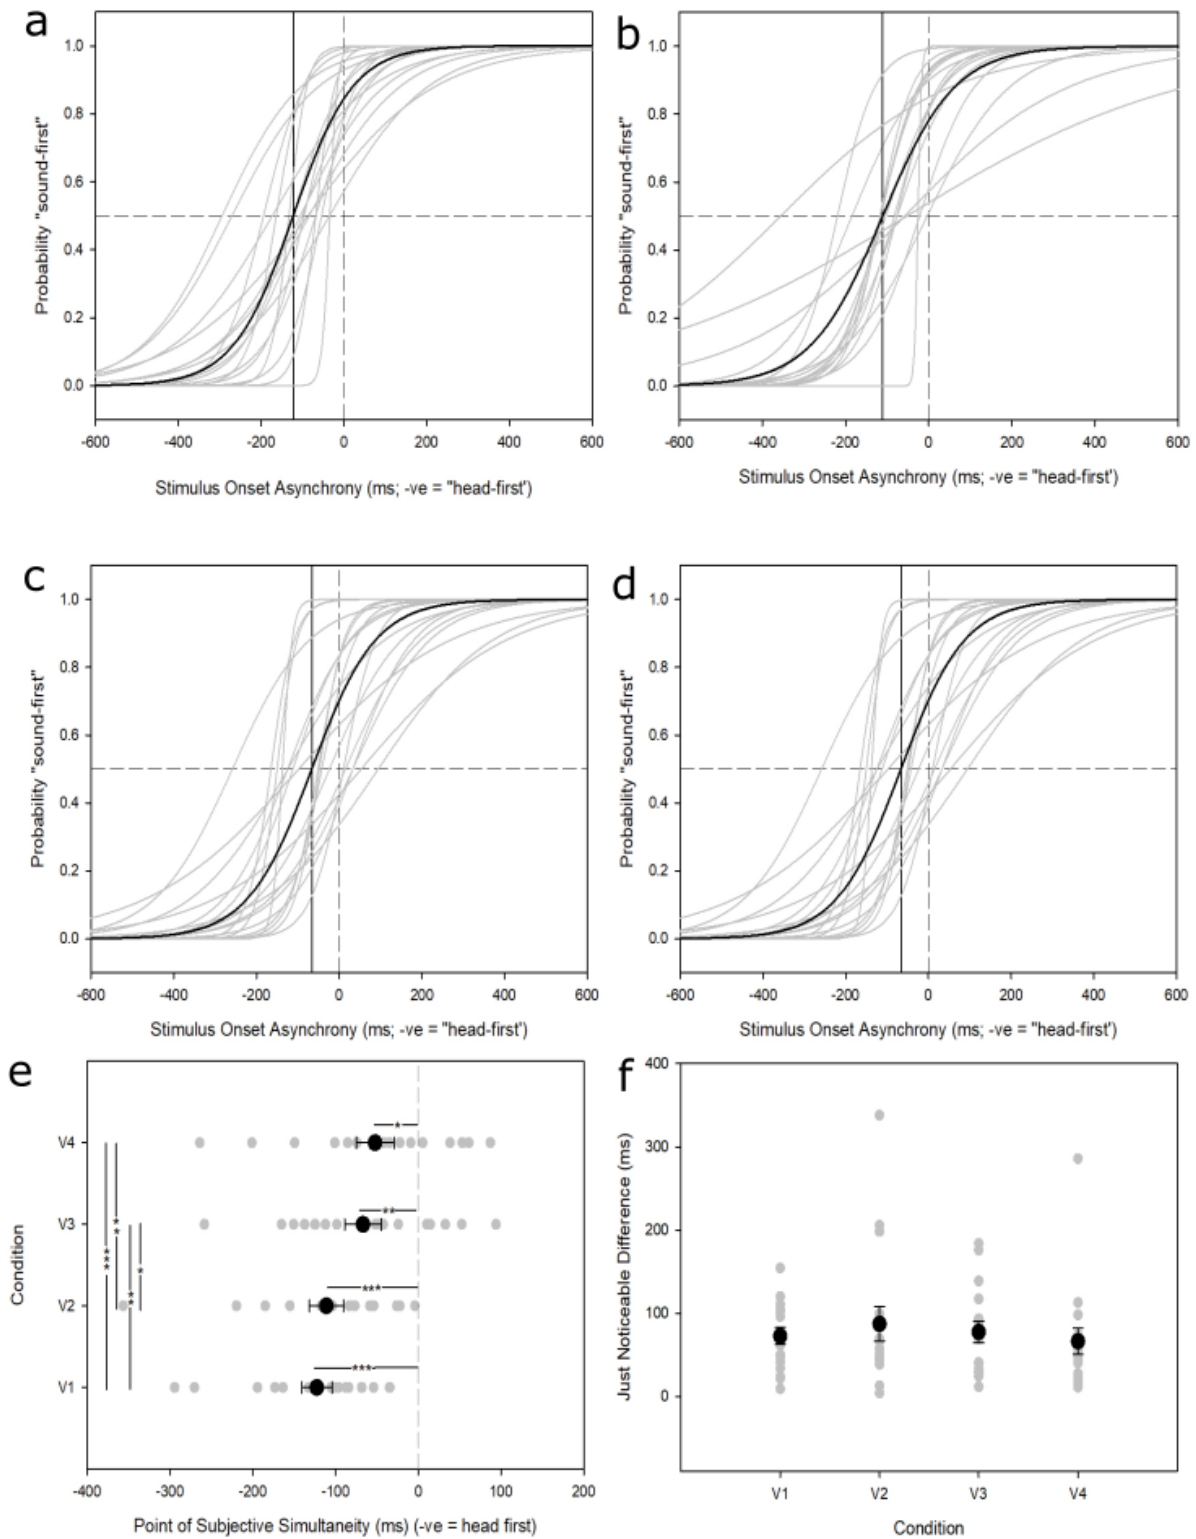 a
1.0
0.8
0.6
0.4
0.2
0.0
Probability "sound-first"
-600 -400 -200 0 200 400 600
Stimulus Onset Asynchrony (ms; -ve = "head-first')
b
1.0
0.8
0.6
0.4
0.2
0.0
Probability "sound-first"
-600 -400 -200 0 200 400 600
Stimulus Onset Asynchrony (ms; -ve = "head-first')
c
1.0
0.8
0.6
0.4
0.2
0.0
Probability "sound-first"
-600 -400 -200 0 200 400 600
Stimulus Onset Asynchrony (ms; -ve = "head-first')
d
1.0
0.8
0.6
0.4
0.2
0.0
Probability "sound-first"
-600 -400 -200 0 200 400 600
Stimulus Onset Asynchrony (ms; -ve = "head-first')
e
Condition
V4
V3
V2
V1
*
**
***
***
***
**
**
*
-400 -300 -200 -100 0 100 200
Point of Subjective Simultaneity (ms) (-ve = head first)
f
400
300
200
100
0
Just Noticeable Difference (ms)
V1 V2 V3 V4
Condition